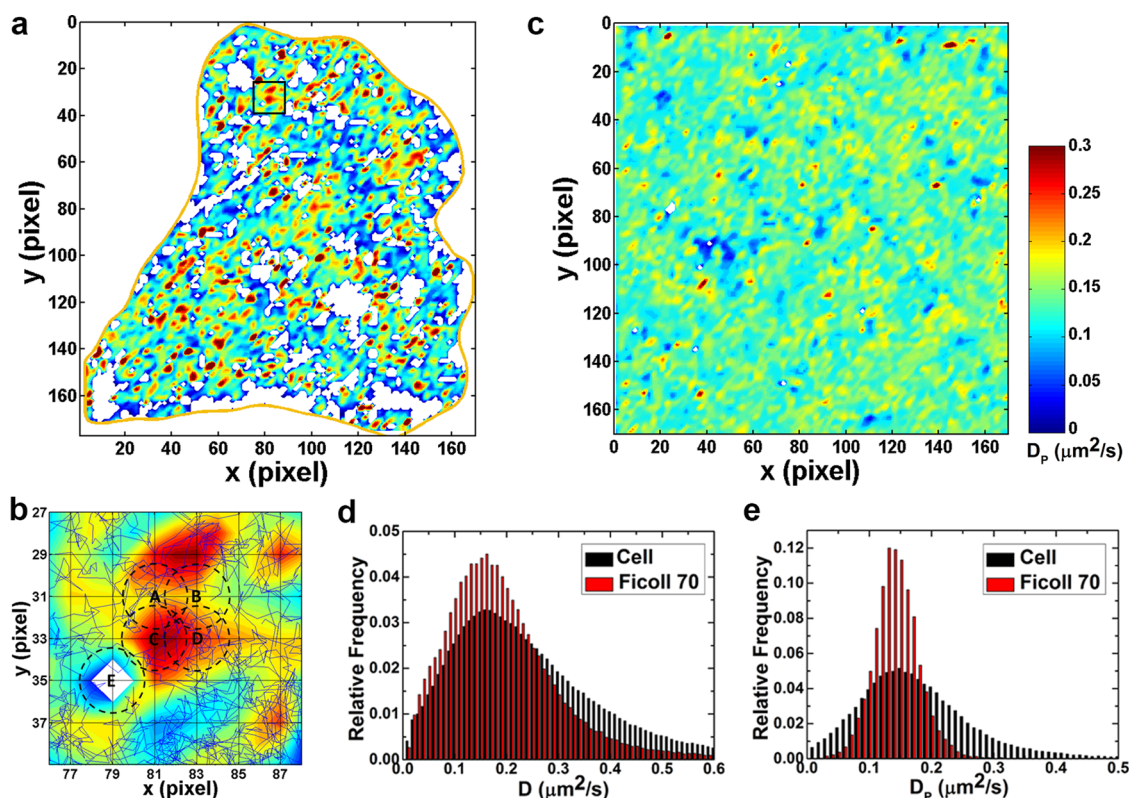 a
0
20
40
60
80
100
120
140
160
y (pixel)
20 40 60 80 100 120 140 160
x (pixel)
c
0
20
40
60
80
100
120
140
160
y (pixel)
0 20 40 60 80 100 120 140 160
x (pixel)
0.3
0.25
0.2
0.15
0.1
0.05
0
D_P (μm²/s)
b
27
29
31
33
35
37
y (pixel)
A B
C D
E
77 79 81 83 85 87
x (pixel)
d
0.05
0.04
0.03
0.02
0.01
0.00
Relative Frequency
Cell
Ficoll 70
0.0 0.2 0.4 0.6
D (μm²/s)
e
0.12
0.10
0.08
0.06
0.04
0.02
0.00
Relative Frequency
Cell
Ficoll 70
0.0 0.1 0.2 0.3 0.4 0.5
D_P (μm²/s)